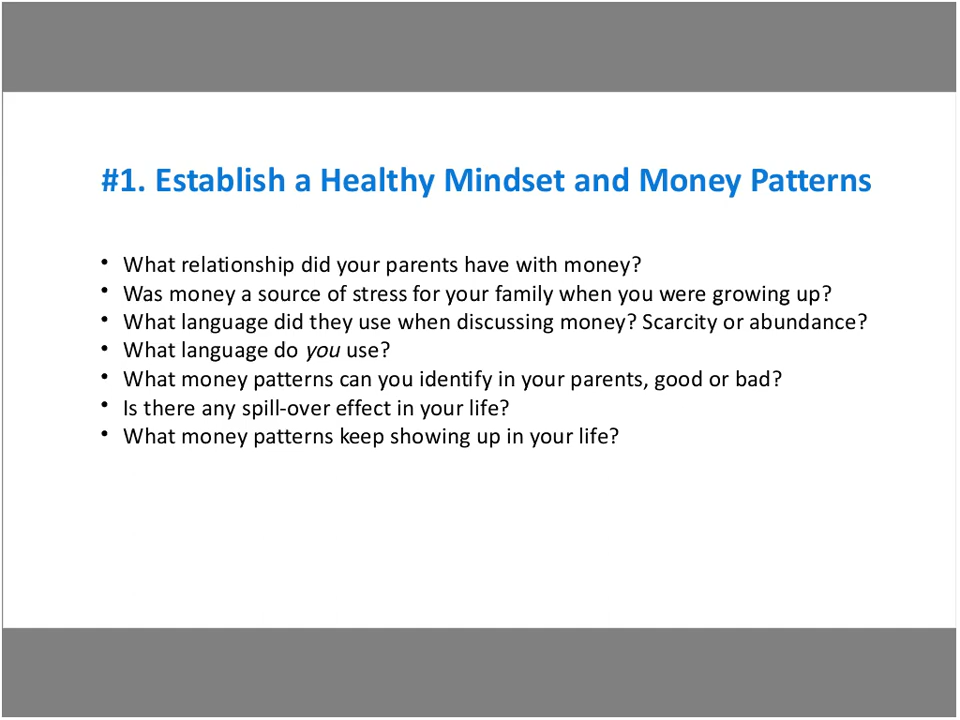 #1. Establish a Healthy Mindset and Money Patterns
• What relationship did your parents have with money?
• Was money a source of stress for your family when you were growing up?
• What language did they use when discussing money? Scarcity or abundance?
• What language do you use?
• What money patterns can you identify in your parents, good or bad?
• Is there any spill-over effect in your life?
• What money patterns keep showing up in your life?